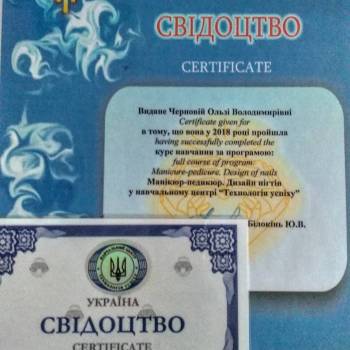 СВІДОЦТВО
CERTIFICATE
Видане Черновій Ользі Володимирівні
Certificate given for
в тому, що вона у 2018 році пройшла
having successfully completed the
курс навчання за програмою:
full course of program:
Manicure-pedicure. Design of nails
Манікюр-педикюр. Дизайн нігтів
у навчальному центрі "Технологія успіху"
Білокінь Ю.В.
УКРАЇНА
СВІДОЦТВО
CERTIFICATE